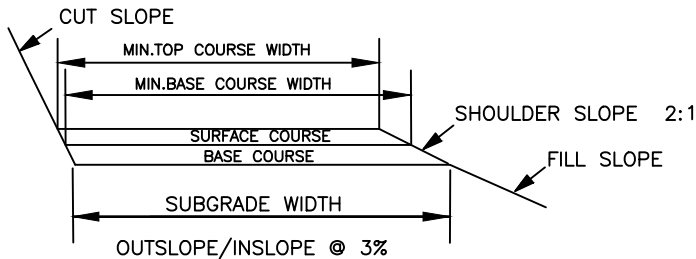 CUT SLOPE
MIN.TOP COURSE WIDTH
MIN.BASE COURSE WIDTH
SHOULDER SLOPE 2:1
SURFACE COURSE
BASE COURSE
FILL SLOPE
SUBGRADE WIDTH
OUTSLOPE/INSLOPE @ 3%